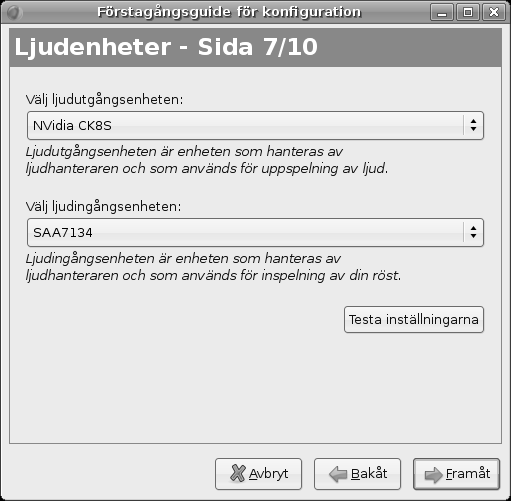 Förstagångsguide för konfiguration
Ljudenheter - Sida 7/10
Välj ljudutgångsenheten:
NVidia CK8S
Ljudutgångsenheten är enheten som hanteras av
ljudhanteraren och som används för uppspelning av ljud.
Välj ljudingångsenheten:
SAA7134
Ljudingångsenheten är enheten som hanteras av
ljudhanteraren och som används för inspelning av din röst.
Testa inställningarna
Avbryt
Bakåt
Framåt